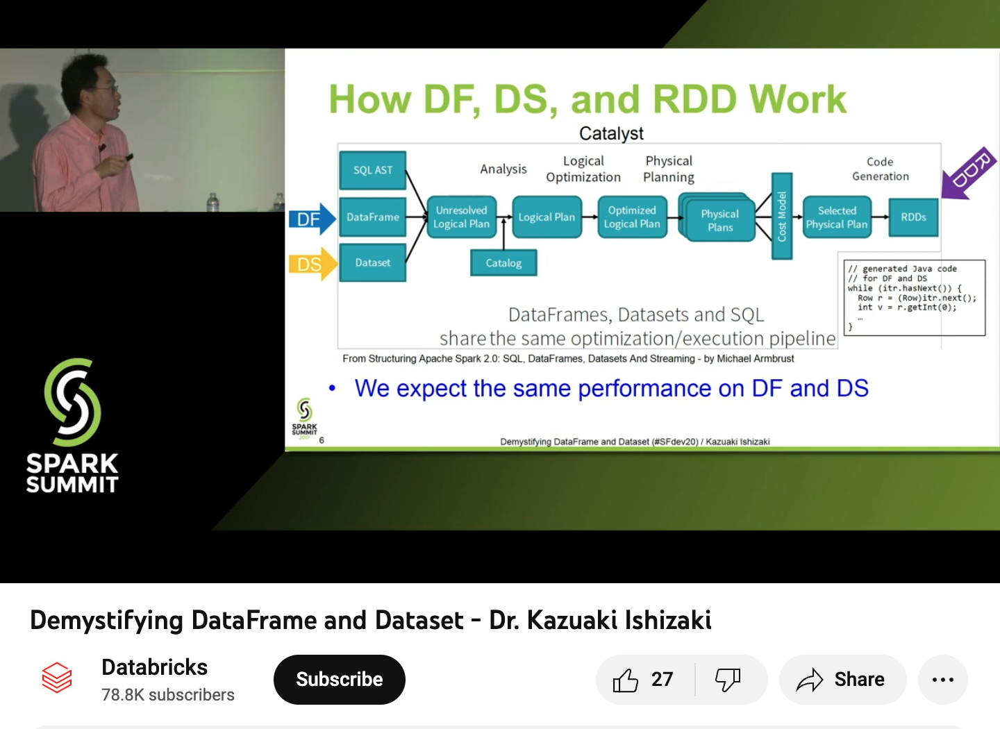 How DF, DS, and RDD Work
Catalyst
SQL AST
DataFrame
Dataset
DF
DS
Analysis
Logical
Optimization
Physical
Planning
Code
Generation
RDD
Unresolved
Logical Plan
Logical Plan
Optimized
Logical Plan
Physical
Plans
Cost Model
Selected
Physical Plan
RDDs
Catalog
// generated Java code
// for DF and DS
while (itr.hasNext()) {
Row r = (Row)itr.next();
int v = r.getInt(0);
…
}
DataFrames, Datasets and SQL
share the same optimization/execution pipeline
From Structuring Apache Spark 2.0: SQL, DataFrames, Datasets And Streaming - by Michael Armbrust
• We expect the same performance on DF and DS
SPARK
SUMMIT
2017
6
Demystifying DataFrame and Dataset (#SFdev20) / Kazuaki Ishizaki
SPARK
SUMMIT
Demystifying DataFrame and Dataset - Dr. Kazuaki Ishizaki
Databricks
78.8K subscribers
Subscribe
27
Share